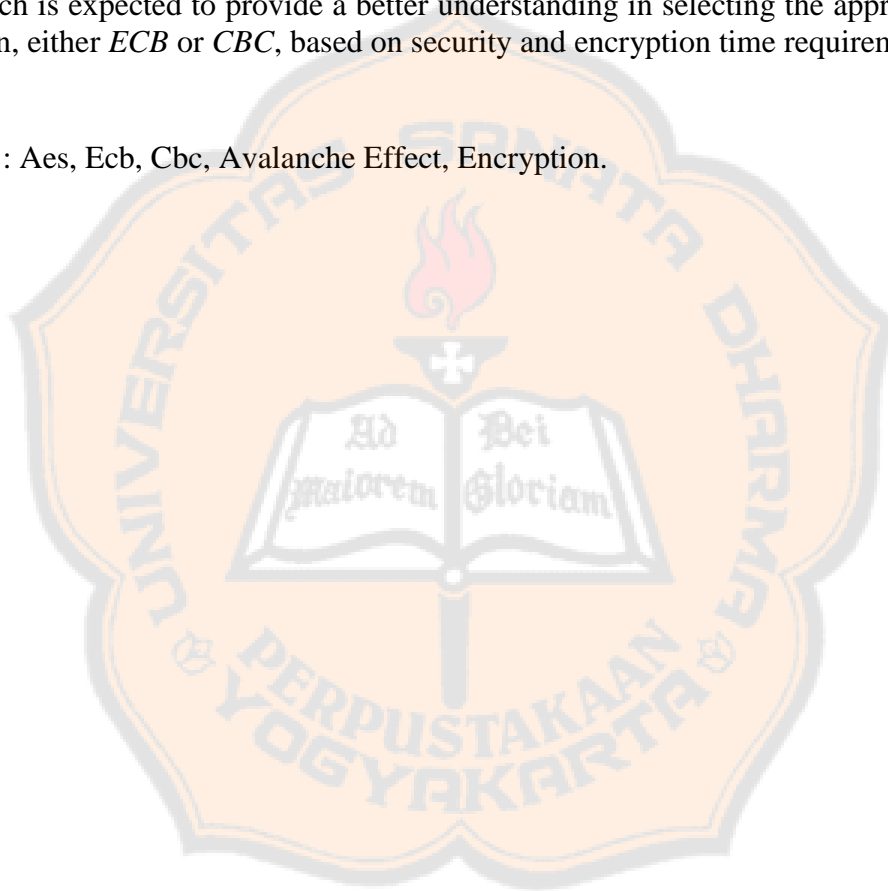 ch is expected to provide a better understanding in selecting the appr
n, either ECB or CBC, based on security and encryption time requiren
: Aes, Ecb, Cbc, Avalanche Effect, Encryption.
UNIVERSITAS SANATA DHARMA
Ad Dei
Maiorem Gloriam
PERPUSTAKAAN
YOGYAKARTA